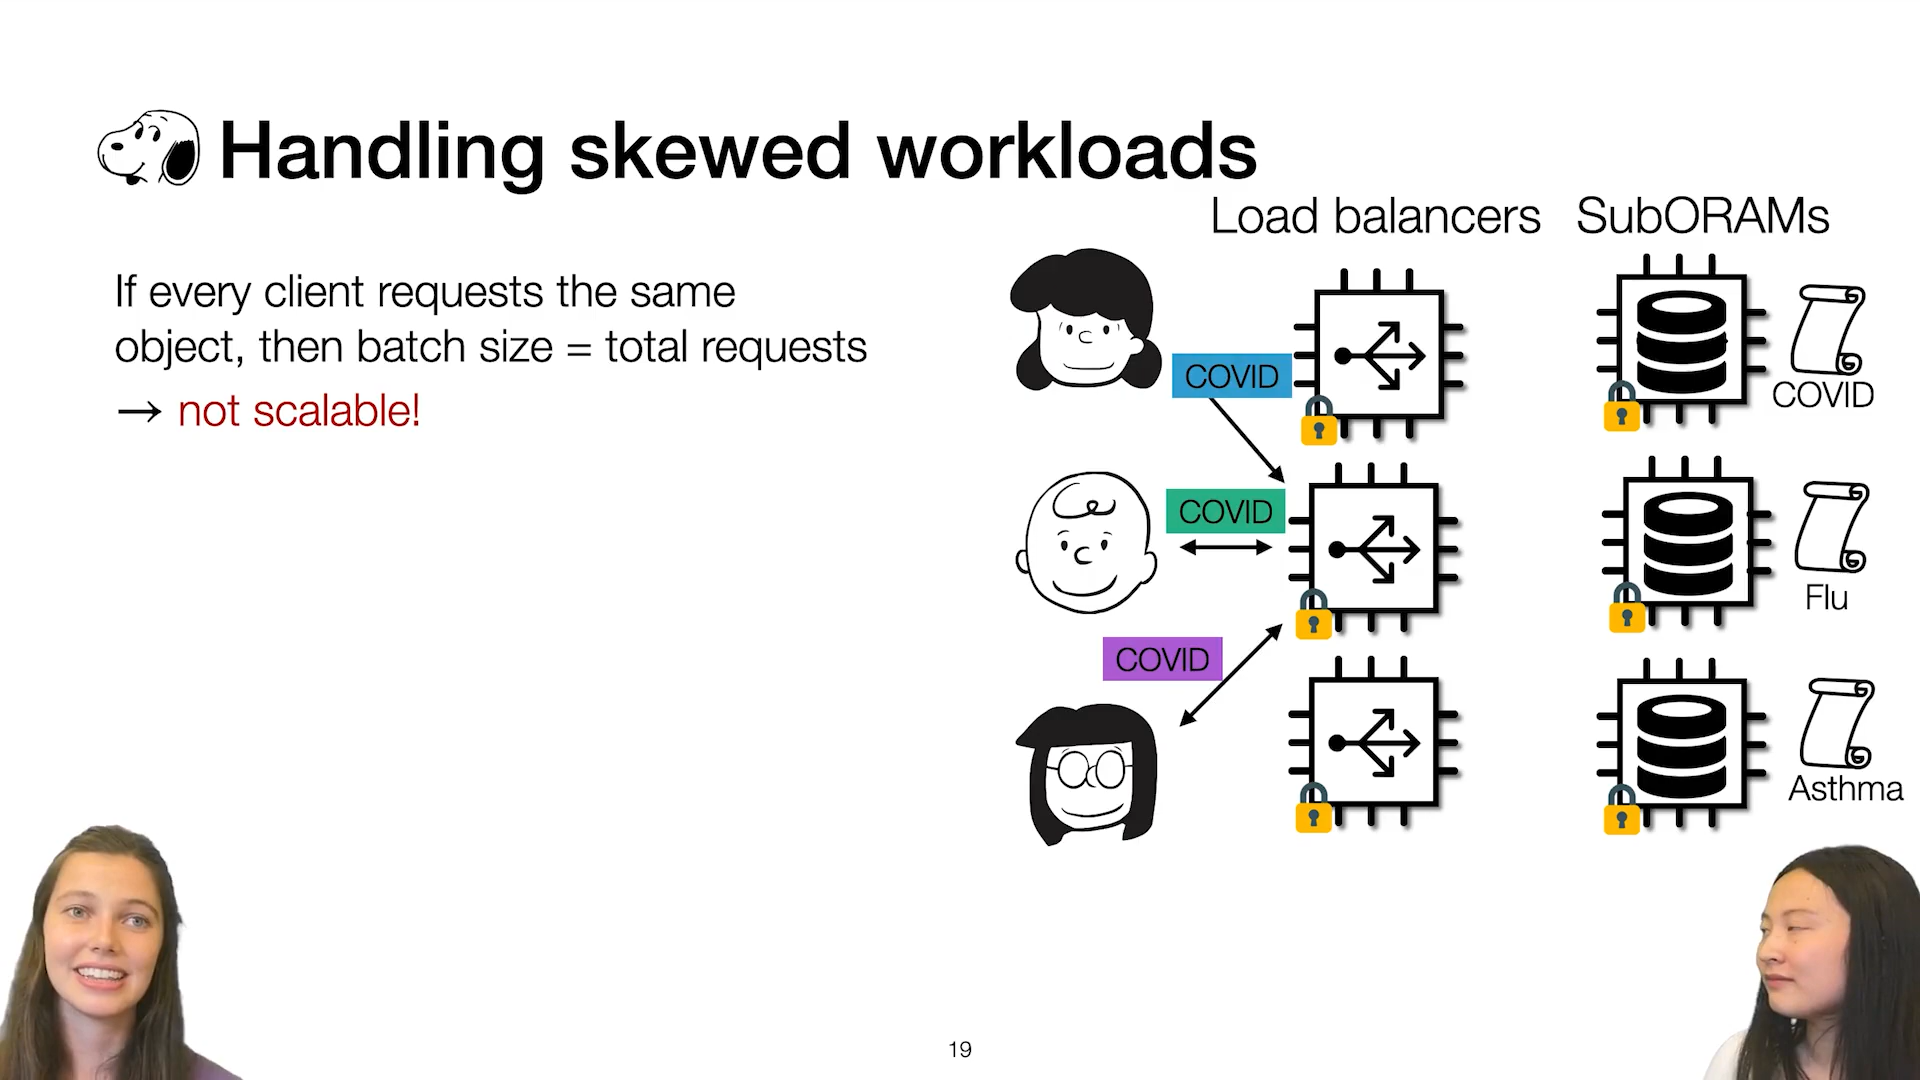 Handling skewed workloads
Load balancers
SubORAMs
If every client requests the same
object, then batch size = total requests
→ not scalable!
COVID
COVID
COVID
COVID
Flu
Asthma
19